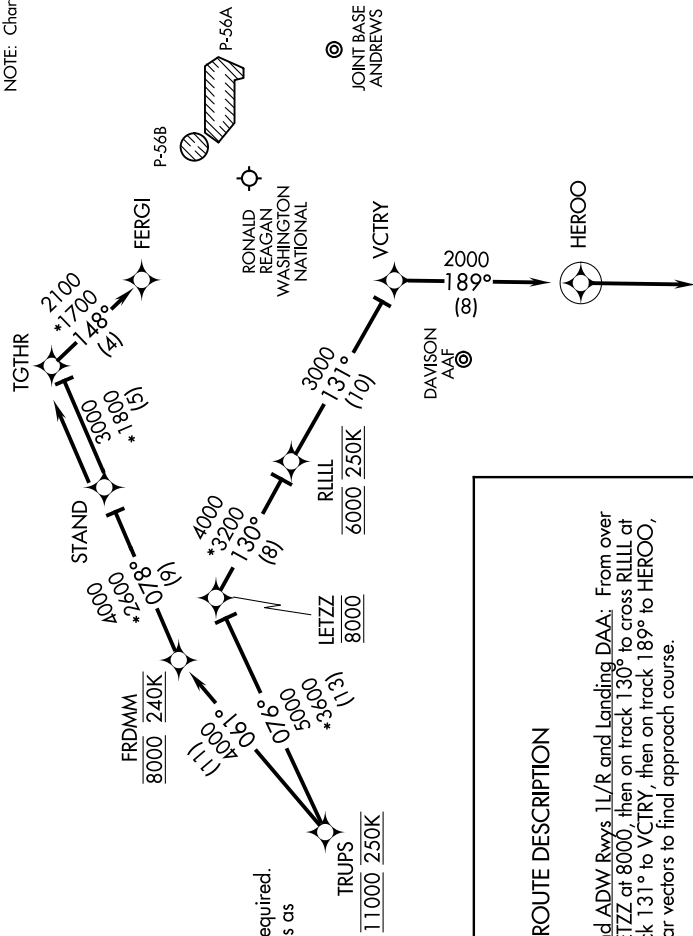 NOTE: Char
P-56B
P-56A
JOINT BASE
ANDREWS
TGTHR
2100
*1700
148°
(4)
FERGI
RONALD
REAGAN
WASHINGTON
NATIONAL
STAND
3000
*1800
(5)
VCTRY
2000
189°
(8)
HEROO
DAVISON
AAF
3000
131°
(10)
RLLLL
6000 250K
4000
*3200
130°
(8)
4000
*2600
078°
(9)
LETZZ
8000
FRDMM
8000 240K
(11)
4000
061°
076°
5000
*3600
(13)
TRUPS
11000 250K
equired.
s as
ROUTE DESCRIPTION
d ADW Rwys 1L/R and Landing DAA: From over
ETZZ at 8000, then on track 130° to cross RLLLL at
ck 131° to VCTRY, then on track 189° to HEROO,
ar vectors to final approach course.